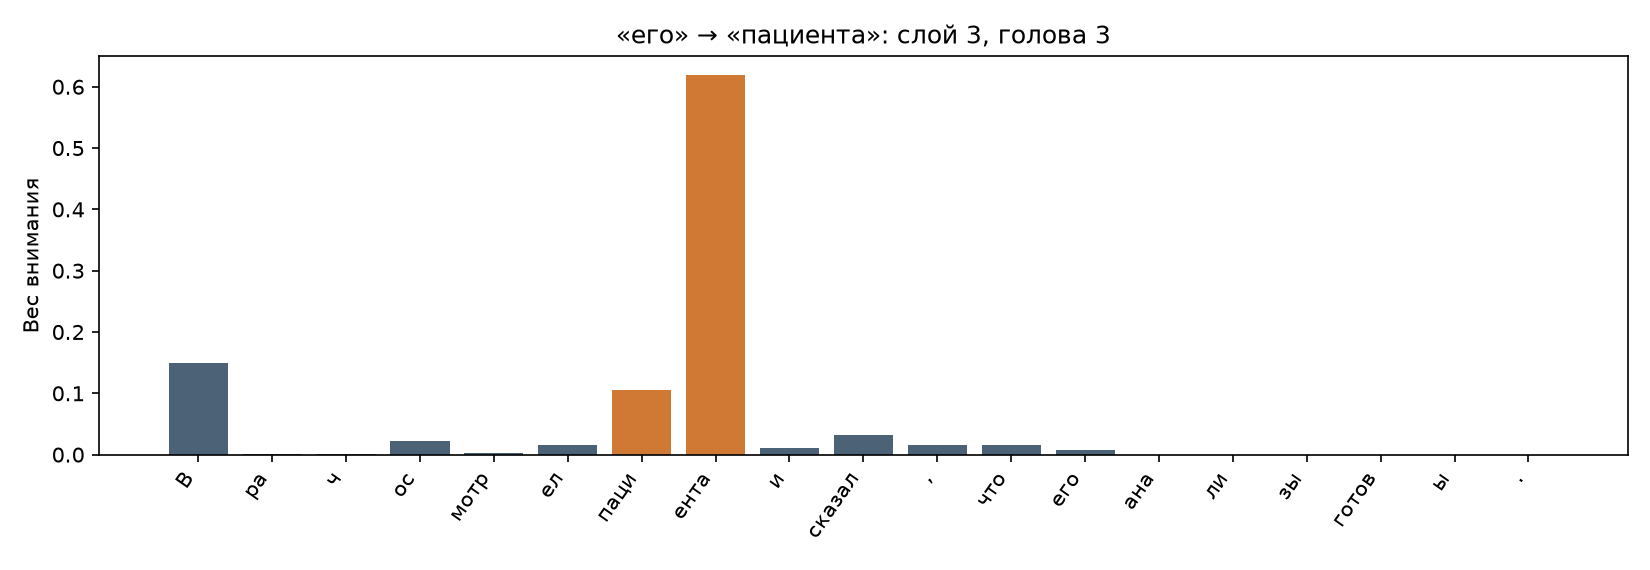 «его» → «пациента»: слой 3, голова 3
Вес внимания
0.6
0.5
0.4
0.3
0.2
0.1
0.0
В
ра
ч
ос
мотр
ел
паци
ента
и
сказал
,
что
его
ана
ли
зы
готов
ы
.